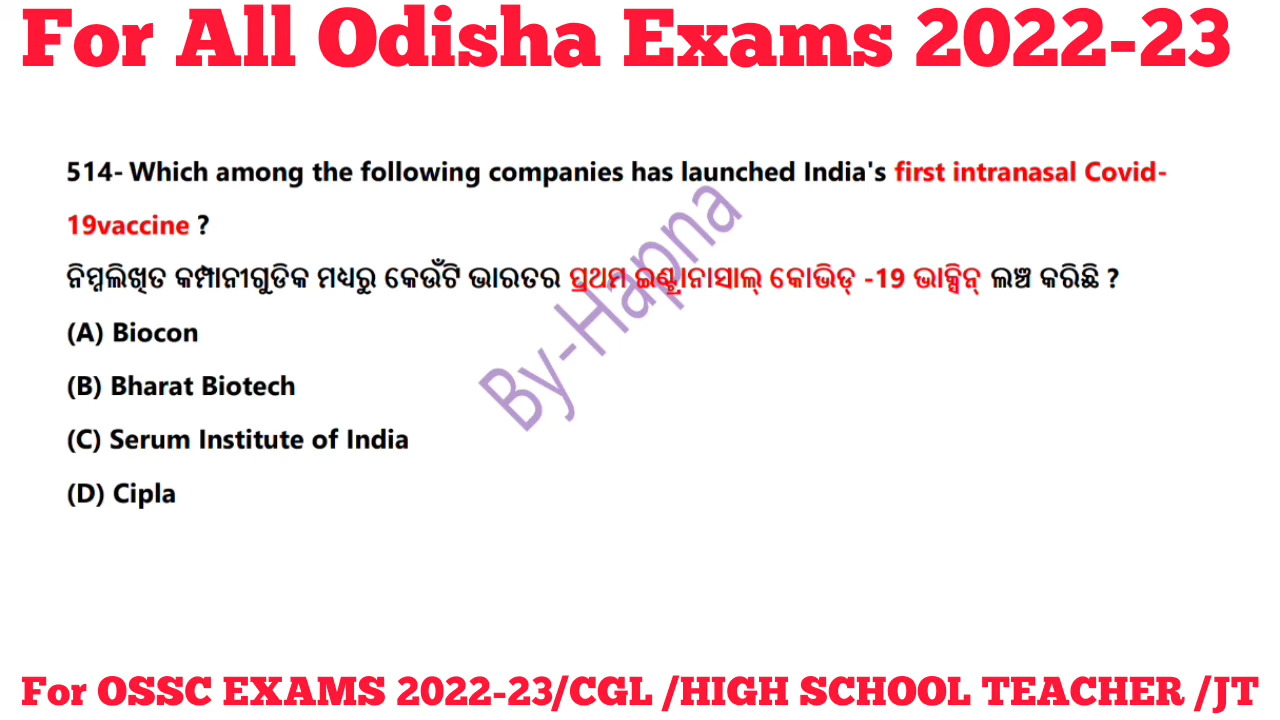 For All Odisha Exams 2022-23
514- Which among the following companies has launched India's first intranasal Covid-
19vaccine ?
ନିମ୍ନଲିଖିତ କମ୍ପାନୀଗୁଡିକ ମଧ୍ୟରୁ କେଉଁଟି ଭାରତର ପ୍ରଥମ ଇଣ୍ଟ୍ରାନାସାଲ୍ କୋଭିଡ୍ -19 ଭାକ୍ସିନ୍ ଲଞ୍ଚ କରିଛି ?
(A) Biocon
(B) Bharat Biotech
(C) Serum Institute of India
(D) Cipla
By-Hapna
For OSSC EXAMS 2022-23/CGL /HIGH SCHOOL TEACHER /JT